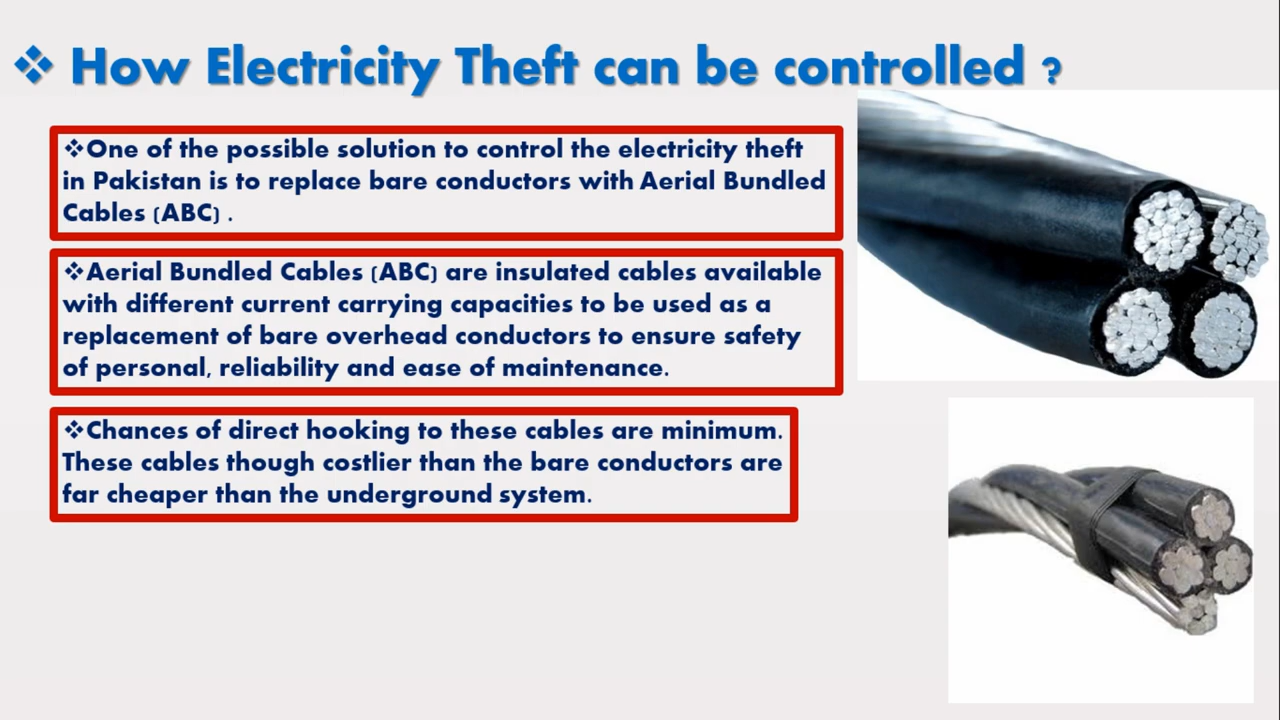 ❖ How Electricity Theft can be controlled ?
❖One of the possible solution to control the electricity theft
in Pakistan is to replace bare conductors with Aerial Bundled
Cables (ABC) .
❖Aerial Bundled Cables (ABC) are insulated cables available
with different current carrying capacities to be used as a
replacement of bare overhead conductors to ensure safety
of personal, reliability and ease of maintenance.
❖Chances of direct hooking to these cables are minimum.
These cables though costlier than the bare conductors are
far cheaper than the underground system.